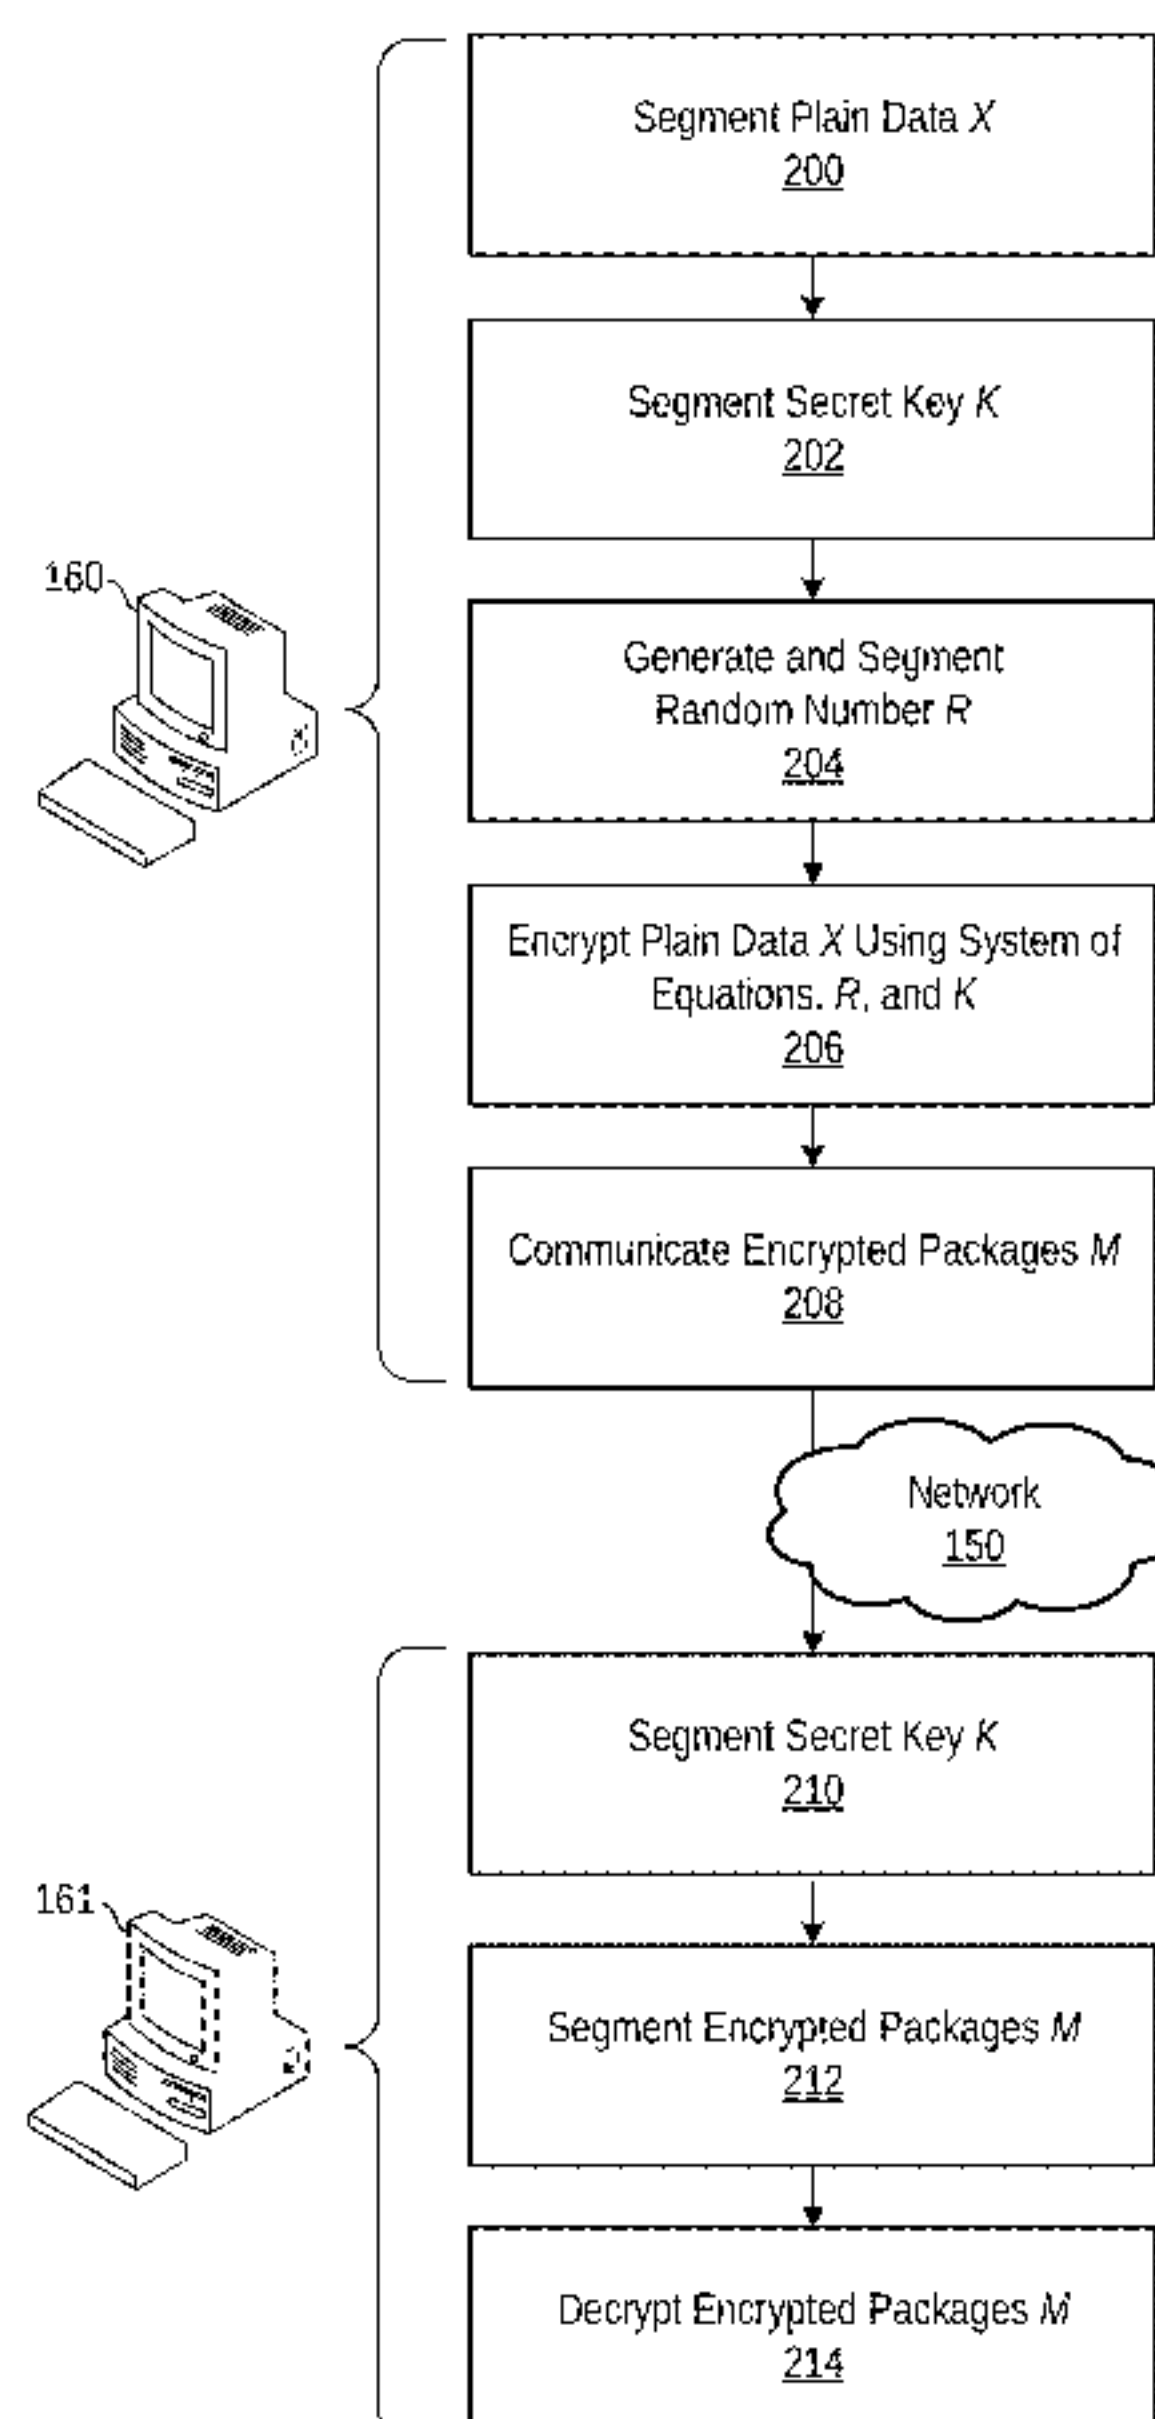 Segment Plain Data X
200
Segment Secret Key K
202
160
Generate and Segment
Random Number R
204
Encrypt Plain Data X Using System of
Equations. R, and K
206
Communicate Encrypted Packages M
208
Network
150
Segment Secret Key K
210
161
Segment Encrypted Packages M
212
Decrypt Encrypted Packages M
214